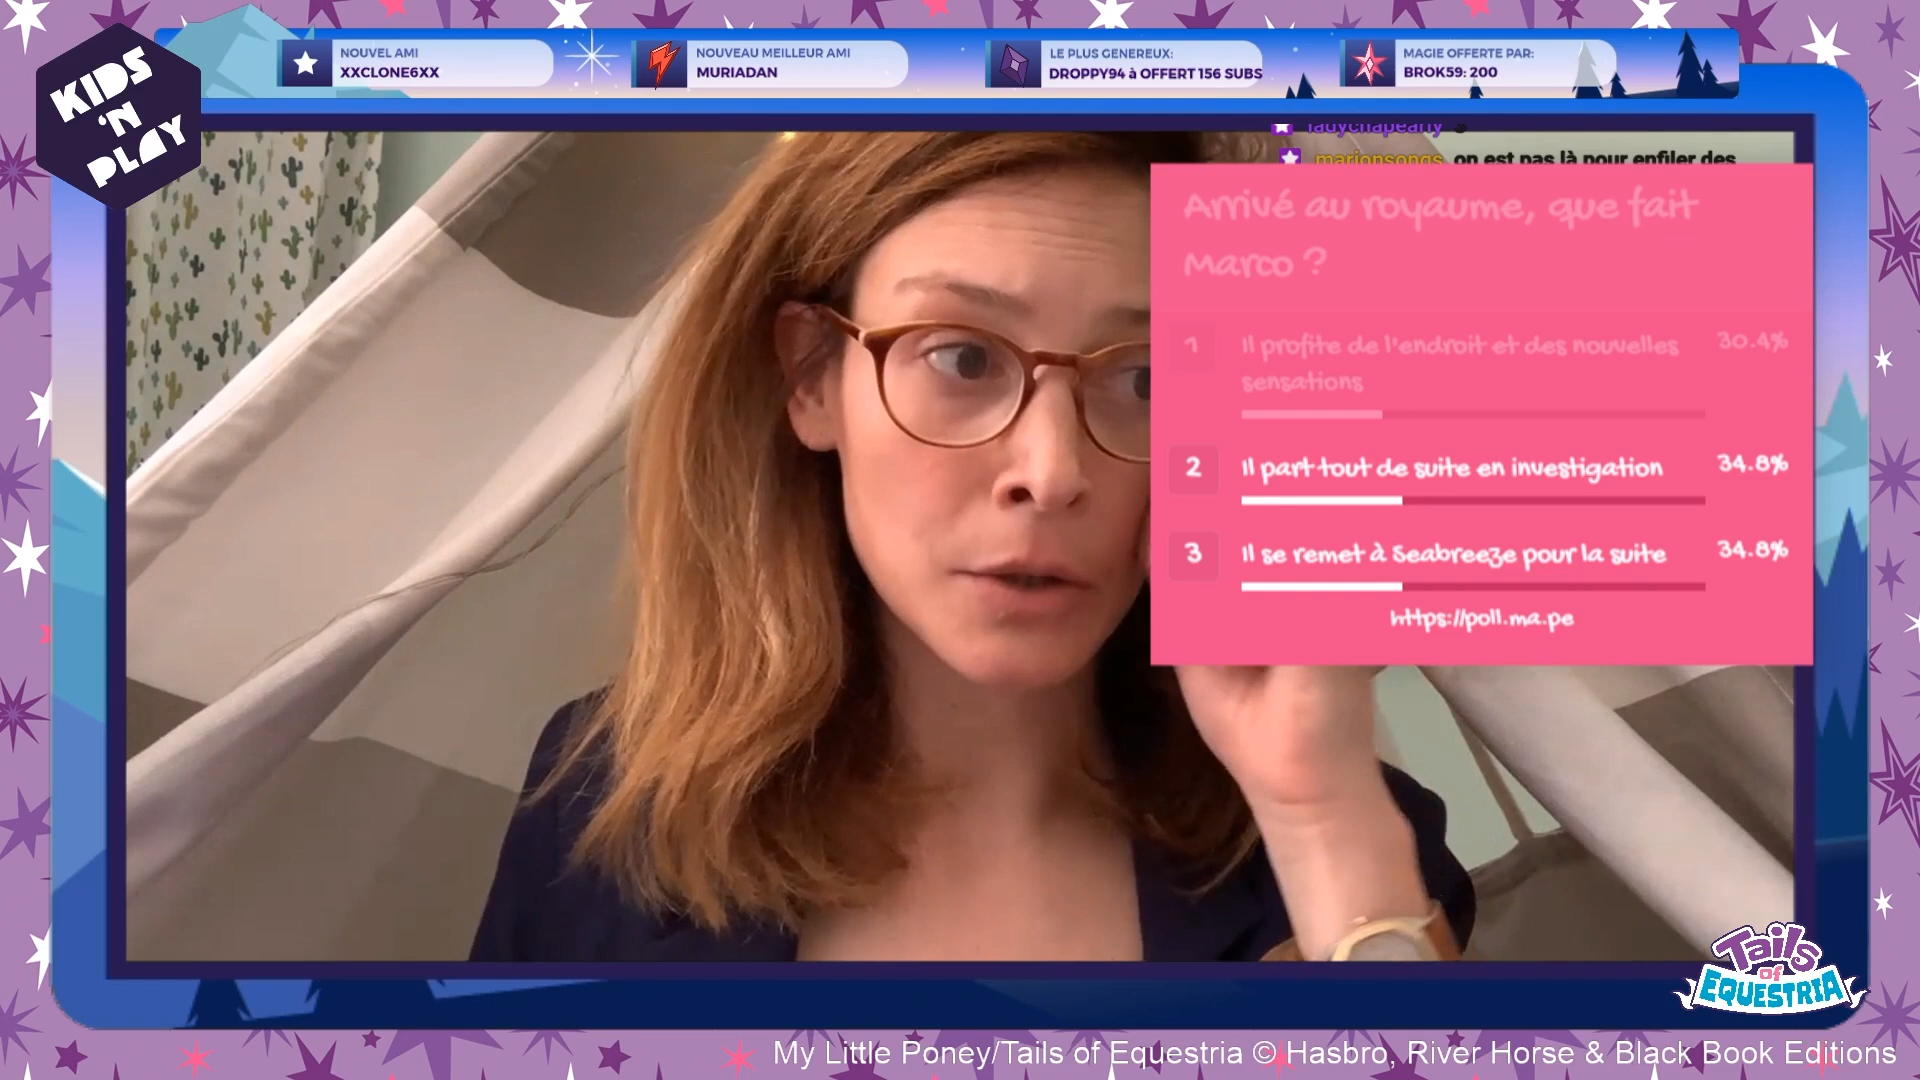 KIDS
'N
PLAY
NOUVEL AMI
XXCLONE6XX
NOUVEAU MEILLEUR AMI
MURIADAN
LE PLUS GENEREUX:
DROPPY94 à OFFERT 156 SUBS
MAGIE OFFERTE PAR:
BROK59: 200
ladychapearly
marionsongs on est pas là pour enfiler des
Arrivé au royaume, que fait
Marco ?
1 Il profite de l'endroit et des nouvelles 30.4%
sensations
2 Il part tout de suite en investigation 34.8%
3 Il se remet à Seabreeze pour la suite 34.8%
https://poll.ma.pe
Tails
of
EQUESTRIA
My Little Poney/Tails of Equestria © Hasbro, River Horse & Black Book Editions